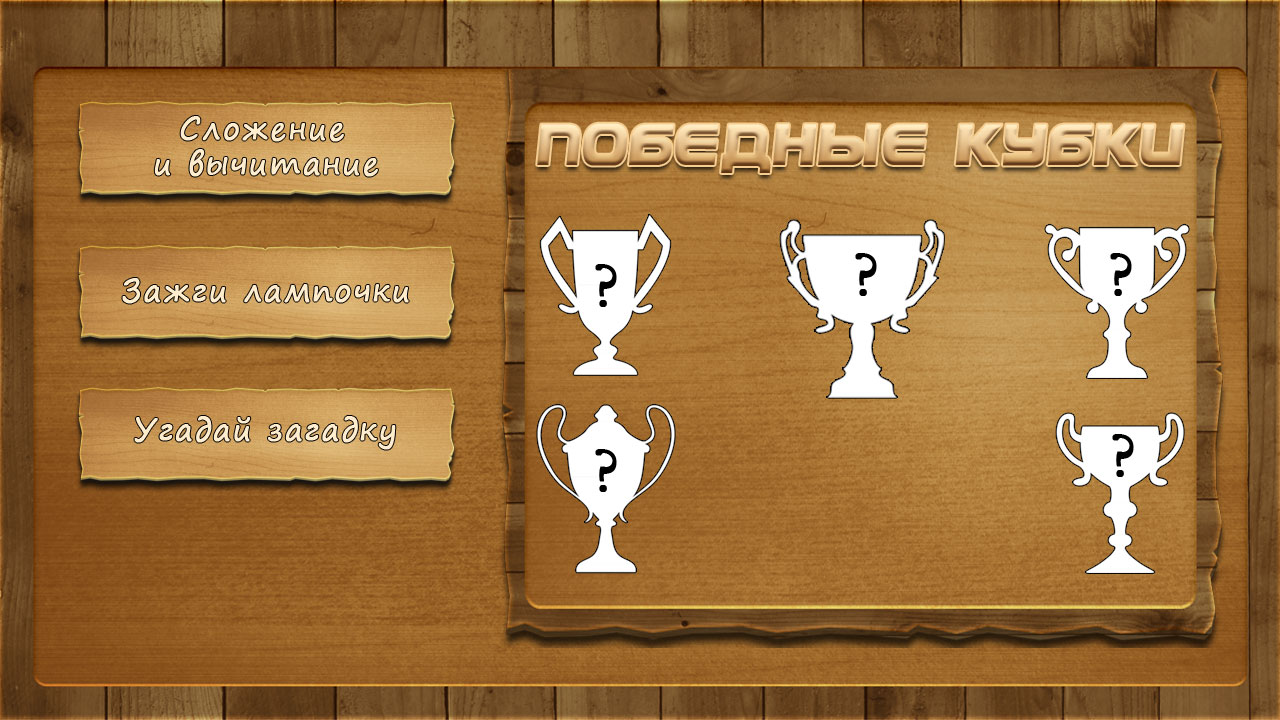 Сложение
и вычитание
Зажги лампочки
Угадай загадку
ПОБЕДНЫЕ КУБКИ
? ? ?
? ?